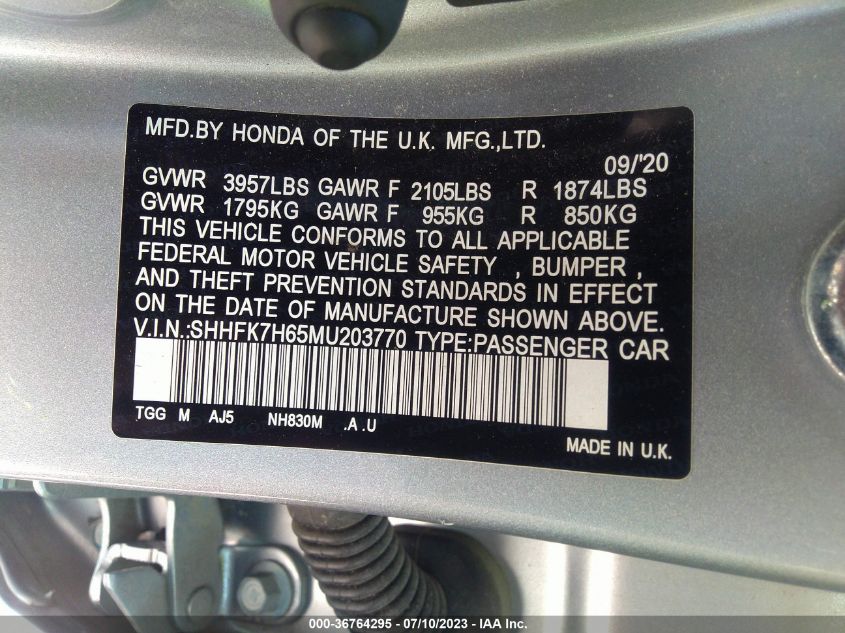 MFD.BY HONDA OF THE U.K. MFG.,LTD.
09/'20
GVWR 3957LBS GAWR F 2105LBS R 1874LBS
GVWR 1795KG GAWR F 955KG R 850KG
THIS VEHICLE CONFORMS TO ALL APPLICABLE
FEDERAL MOTOR VEHICLE SAFETY , BUMPER ,
AND THEFT PREVENTION STANDARDS IN EFFECT
ON THE DATE OF MANUFACTURE SHOWN ABOVE.
V.I.N.:SHHFK7H65MU203770 TYPE:PASSENGER CAR
TGG M AJ5 NH830M .A .U
MADE IN U.K.
000-36764295 - 07/10/2023 - IAA Inc.